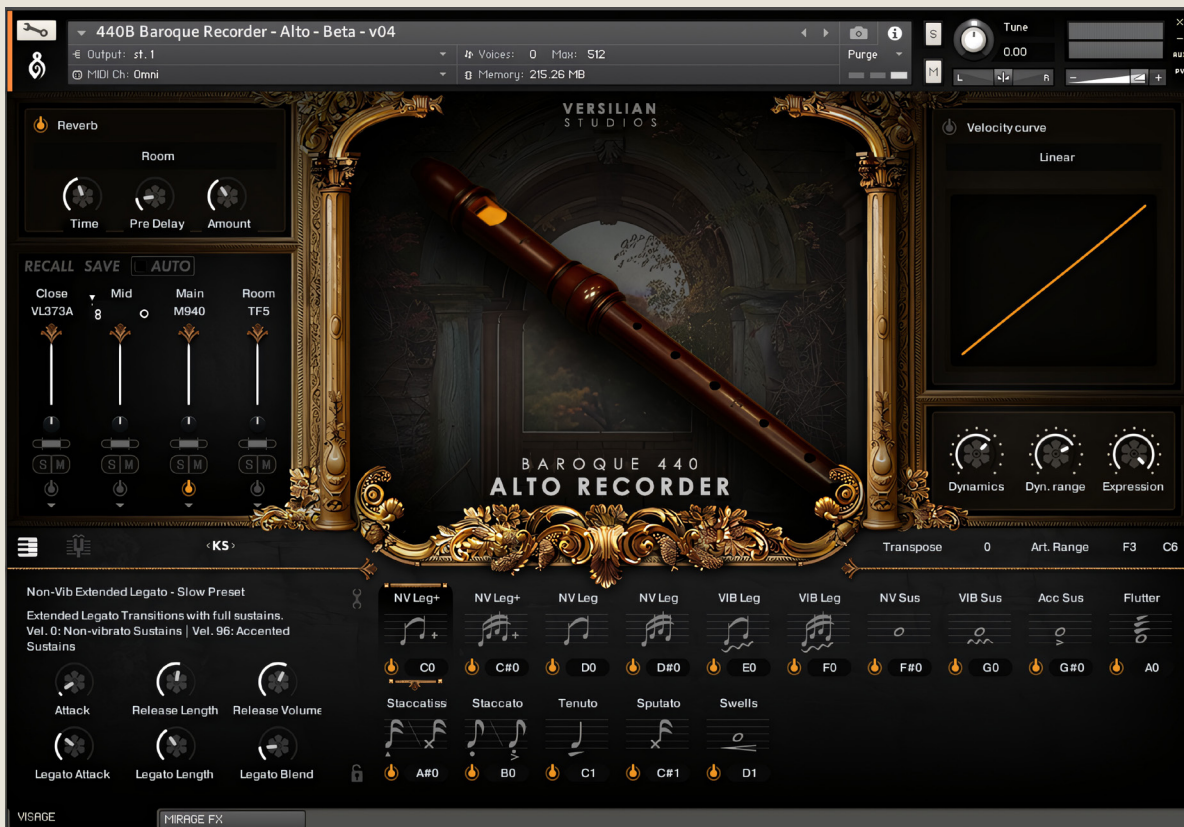 440B Baroque Recorder - Alto - Beta - v04
Output: st. 1
Voices: 0 Max: 512
Purge
MIDI Ch: Omni
Memory: 215.26 MB
S
M
Tune
0.00
L R
- +
AUX
PV
VERSILIAN
STUDIOS
Reverb
Room
Time Pre Delay Amount
RECALL SAVE AUTO
Close Mid Main Room
VL373A 8 O M940 TF5
S M S M S M S M
BAROQUE 440
ALTO RECORDER
Velocity curve
Linear
Dynamics Dyn. range Expression
‹KS›
Transpose 0 Art. Range F3 C6
Non-Vib Extended Legato - Slow Preset
Extended Legato Transitions with full sustains.
Vel. 0: Non-vibrato Sustains | Vel. 96: Accented
Sustains
Attack Release Length Release Volume
Legato Attack Legato Length Legato Blend
NV Leg+ NV Leg+ NV Leg NV Leg VIB Leg VIB Leg NV Sus VIB Sus Acc Sus Flutter
C0 C#0 D0 D#0 E0 F0 F#0 G0 G#0 A0
Staccatiss Staccato Tenuto Sputato Swells
A#0 B0 C1 C#1 D1
VISAGE
MIRAGE FX